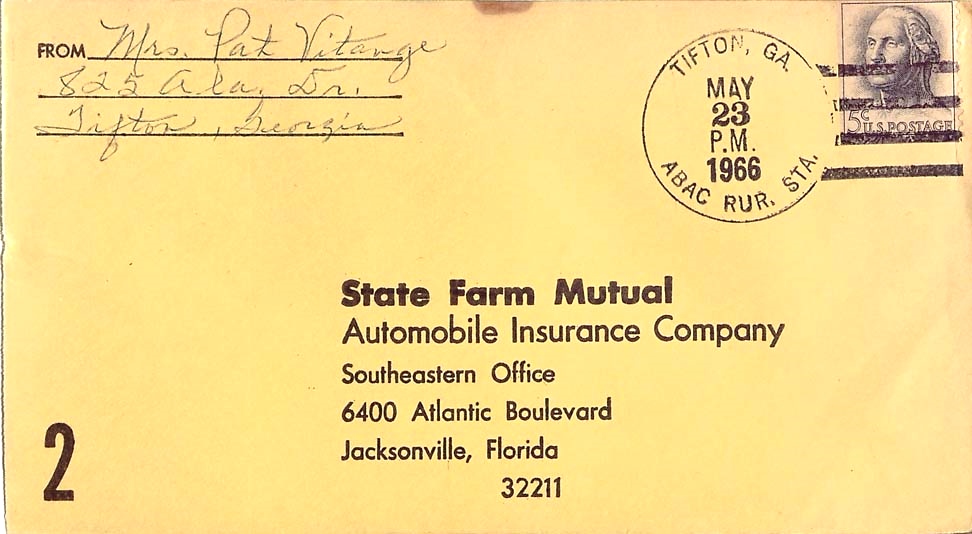 FROM Mrs. Pat Vitange
825 Ala. Dr.
Tifton, Georgia
TIFTON, GA.
MAY
23
P.M.
1966
ABAC RUR. STA.
5¢
U.S. POSTAGE
State Farm Mutual
Automobile Insurance Company
Southeastern Office
6400 Atlantic Boulevard
Jacksonville, Florida
32211
2